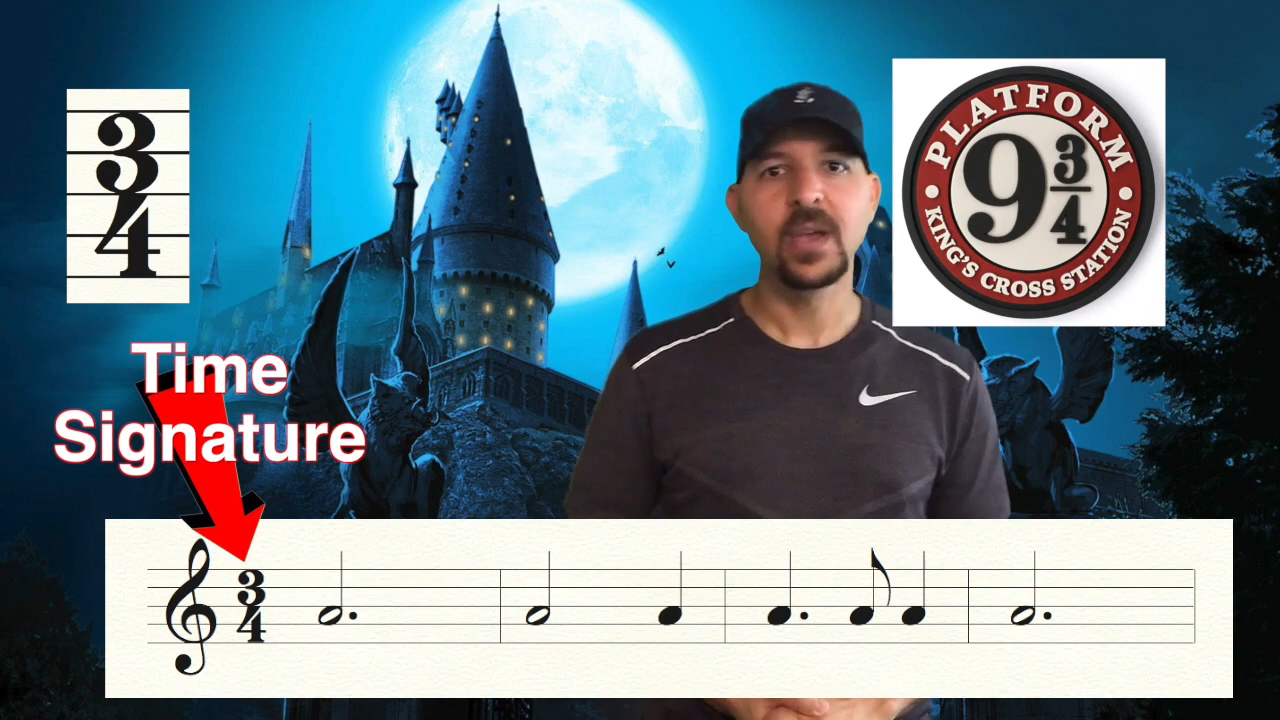 3
4
PLATFORM
9 3/4
KING'S CROSS STATION
Time
Signature
3
4